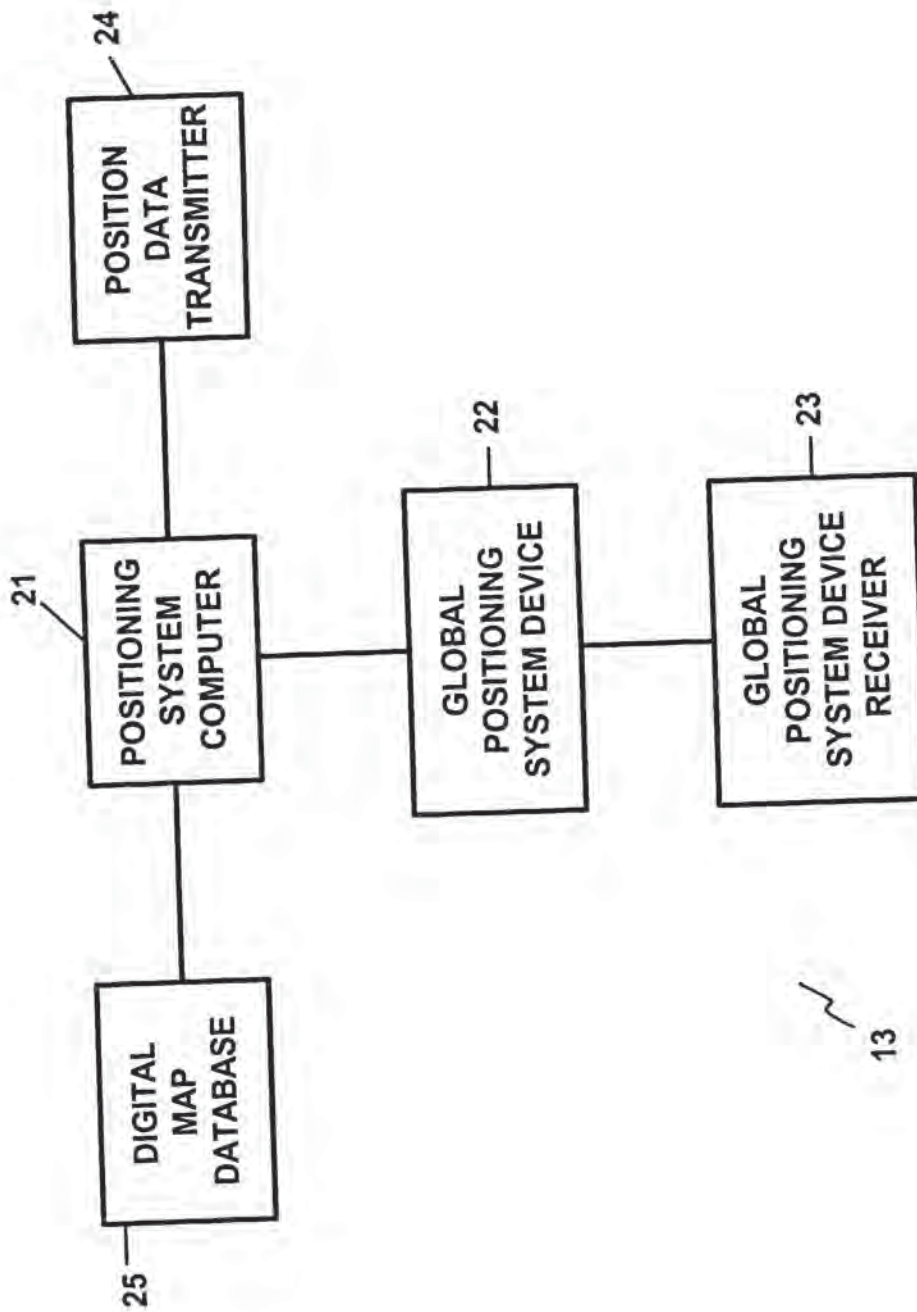 24
POSITION
DATA
TRANSMITTER
21
POSITIONING
SYSTEM
COMPUTER
25
DIGITAL
MAP
DATABASE
22
GLOBAL
POSITIONING
SYSTEM DEVICE
23
GLOBAL
POSITIONING
SYSTEM DEVICE
RECEIVER
13